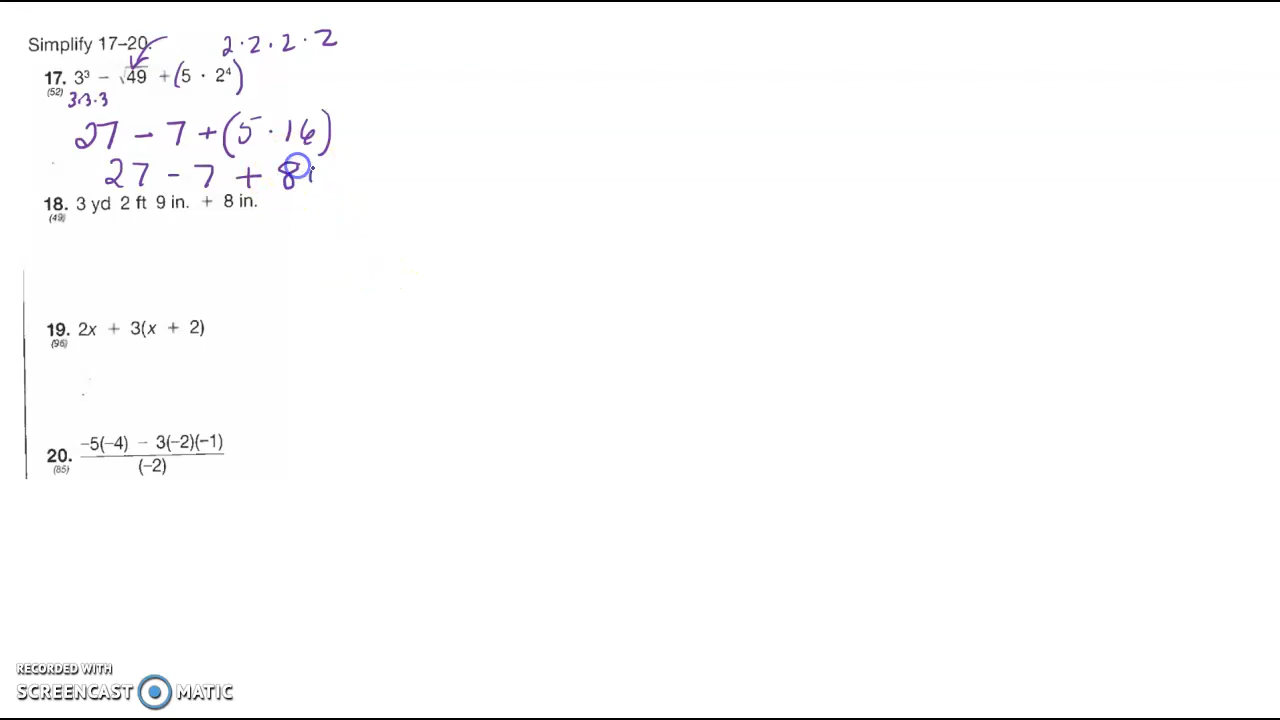 Simplify 17–20.
2 · 2 · 2 · 2
17. 3³ − √49 + (5 · 2⁴)
(52) 3·3·3
27 − 7 + (5 · 16)
27 − 7 + 8
18. 3 yd 2 ft 9 in. + 8 in.
(49)
19. 2x + 3(x + 2)
(96)
−5(−4) − 3(−2)(−1)
20.
(85) (−2)
RECORDED WITH
SCREENCAST MATIC